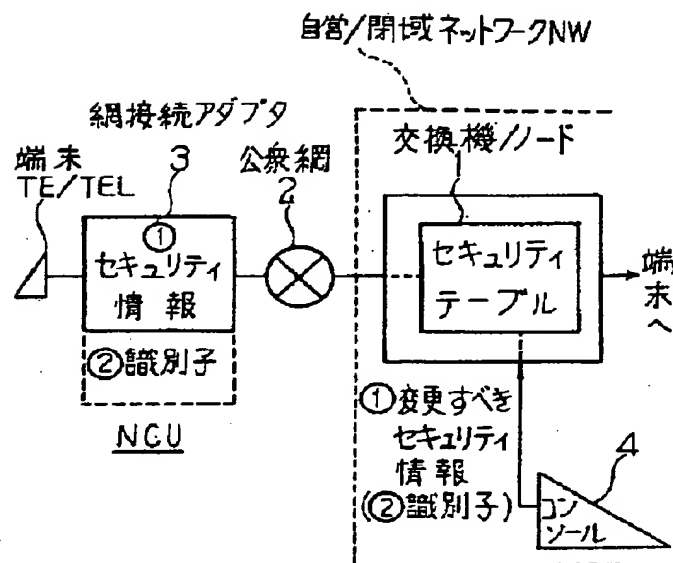 自営/閉域ネットワークNW
網接続アダプタ
3
端末
TE/TEL
公衆網
2
交換機/ノード
1
①
セキュリティ
情報
②識別子
NCU
セキュリティ
テーブル
端末へ
①変更すべき
セキュリティ
情報
(②識別子)
4
コン
ソール